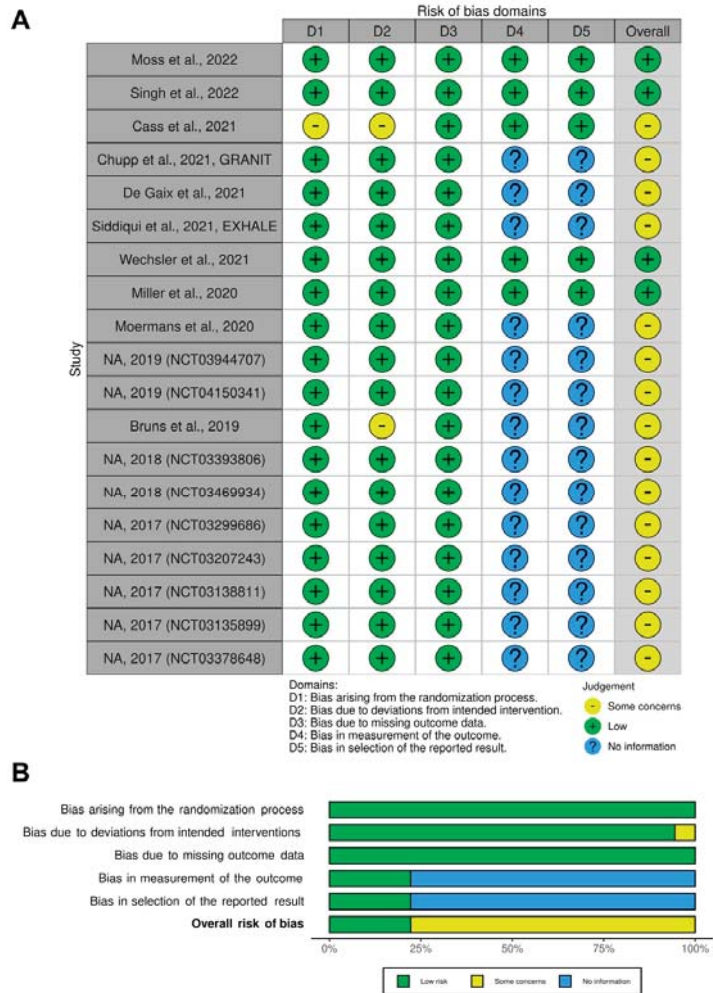 A
Risk of bias domains
D1 D2 D3 D4 D5 Overall
Study
Moss et al., 2022 + + + + + +
Singh et al., 2022 + + + + + +
Cass et al., 2021 - - + + + -
Chupp et al., 2021, GRANIT + + + ? ? -
De Gaix et al., 2021 + + + ? ? -
Siddiqui et al., 2021, EXHALE + + + ? ? -
Wechsler et al., 2021 + + + + + +
Miller et al., 2020 + + + + + +
Moermans et al., 2020 + + + ? ? -
NA, 2019 (NCT03944707) + + + ? ? -
NA, 2019 (NCT04150341) + + + ? ? -
Bruns et al., 2019 + - + ? ? -
NA, 2018 (NCT03393806) + + + ? ? -
NA, 2018 (NCT03469934) + + + ? ? -
NA, 2017 (NCT03299686) + + + ? ? -
NA, 2017 (NCT03207243) + + + ? ? -
NA, 2017 (NCT03138811) + + + ? ? -
NA, 2017 (NCT03135899) + + + ? ? -
NA, 2017 (NCT03378648) + + + ? ? -
Domains:
D1: Bias arising from the randomization process.
D2: Bias due to deviations from intended intervention.
D3: Bias due to missing outcome data.
D4: Bias in measurement of the outcome.
D5: Bias in selection of the reported result.
Judgement
- Some concerns
+ Low
? No information
B
Bias arising from the randomization process
Bias due to deviations from intended interventions
Bias due to missing outcome data
Bias in measurement of the outcome
Bias in selection of the reported result
Overall risk of bias
0% 25% 50% 75% 100%
Low risk Some concerns No information